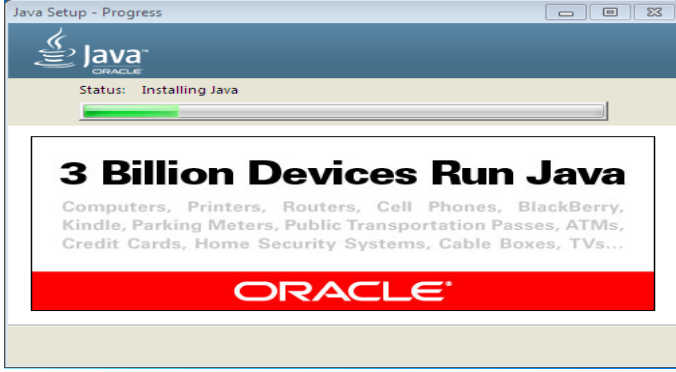 Java Setup - Progress
Java™
ORACLE
Status: Installing Java
3 Billion Devices Run Java
Computers, Printers, Routers, Cell Phones, BlackBerry,
Kindle, Parking Meters, Public Transportation Passes, ATMs,
Credit Cards, Home Security Systems, Cable Boxes, TVs...
ORACLE®